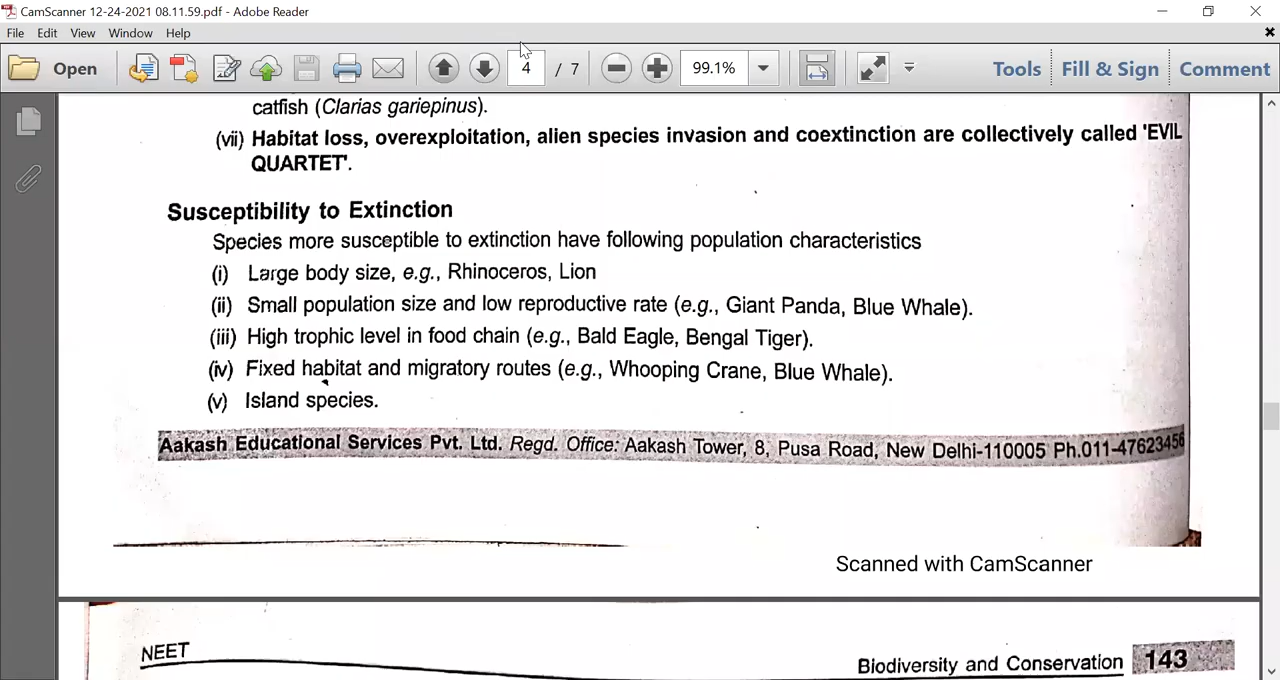 CamScanner 12-24-2021 08.11.59.pdf - Adobe Reader
File Edit View Window Help
Open 4 / 7 99.1% Tools Fill & Sign Comment
catfish (Clarias gariepinus).
(vii) Habitat loss, overexploitation, alien species invasion and coextinction are collectively called 'EVIL
QUARTET'.
Susceptibility to Extinction
Species more susceptible to extinction have following population characteristics
(i) Large body size, e.g., Rhinoceros, Lion
(ii) Small population size and low reproductive rate (e.g., Giant Panda, Blue Whale).
(iii) High trophic level in food chain (e.g., Bald Eagle, Bengal Tiger).
(iv) Fixed habitat and migratory routes (e.g., Whooping Crane, Blue Whale).
(v) Island species.
Aakash Educational Services Pvt. Ltd. Regd. Office: Aakash Tower, 8, Pusa Road, New Delhi-110005 Ph.011-47623456
Scanned with CamScanner
NEET
Biodiversity and Conservation 143